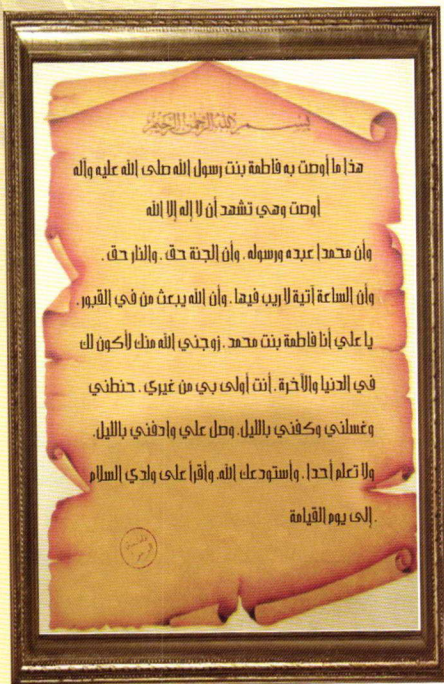 بسم الله الرحمن الرحيم
هذا ما أوصت به فاطمة بنت رسول الله صلى الله عليه وآله
أوصت وهي تشهد أن لا إله إلا الله
وأن محمدا عبده ورسوله . وأن الجنة حق . والنار حق .
وأن الساعة آتية لا ريب فيها . وأن الله يبعث من في القبور .
يا علي أنا فاطمة بنت محمد . زوجني الله منك لأكون لك
في الدنيا والآخرة . أنت أولى بي من غيري . حنطني
وغسلني وكفني بالليل . وصل علي وادفني بالليل .
ولا تعلم أحدا . وأستودعك الله . وأقرأ على ولدي السلام
إلى يوم القيامة .